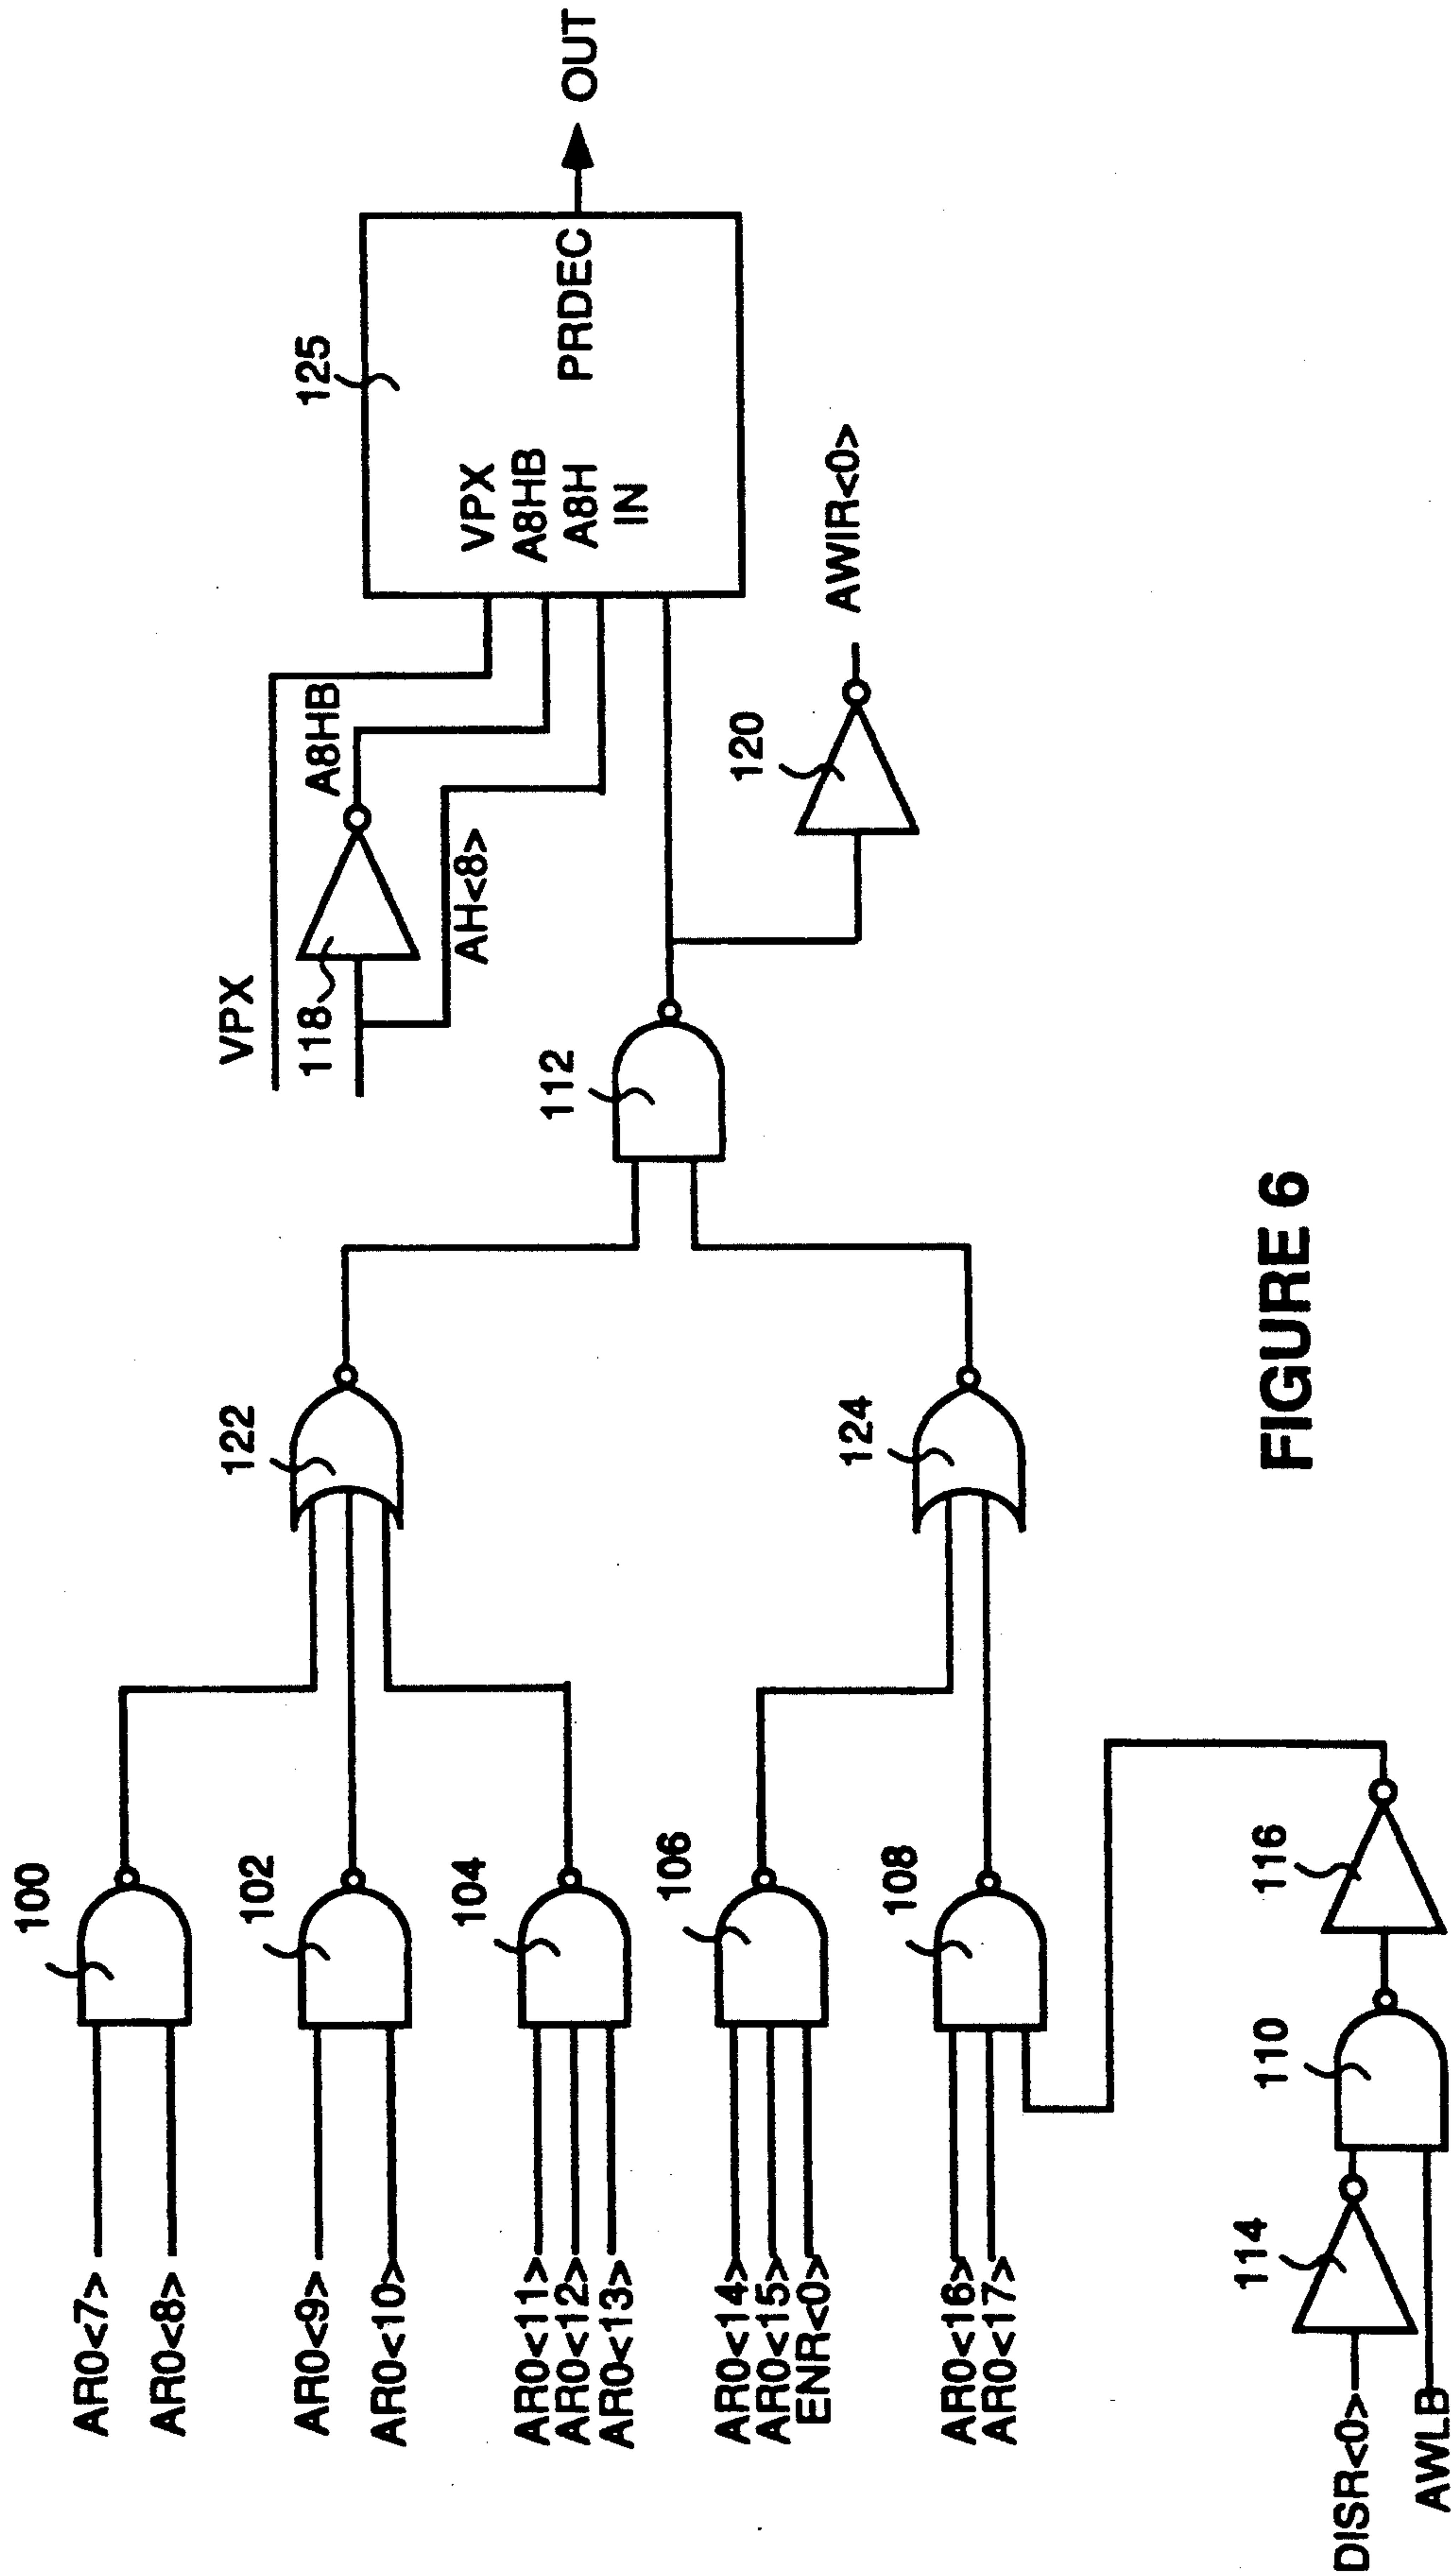 AR0<7>
AR0<8>
100
AR0<9>
AR0<10>
102
AR0<11>
AR0<12>
AR0<13>
104
AR0<14>
AR0<15>
ENR<0>
106
AR0<16>
AR0<17>
108
DISR<0>
AWLB
114
110
116
122
124
112
VPX
118
A8HB
AH<8>
125
VPX
A8HB
A8H
IN
PRDEC
OUT
120
AWIR<0>
FIGURE 6